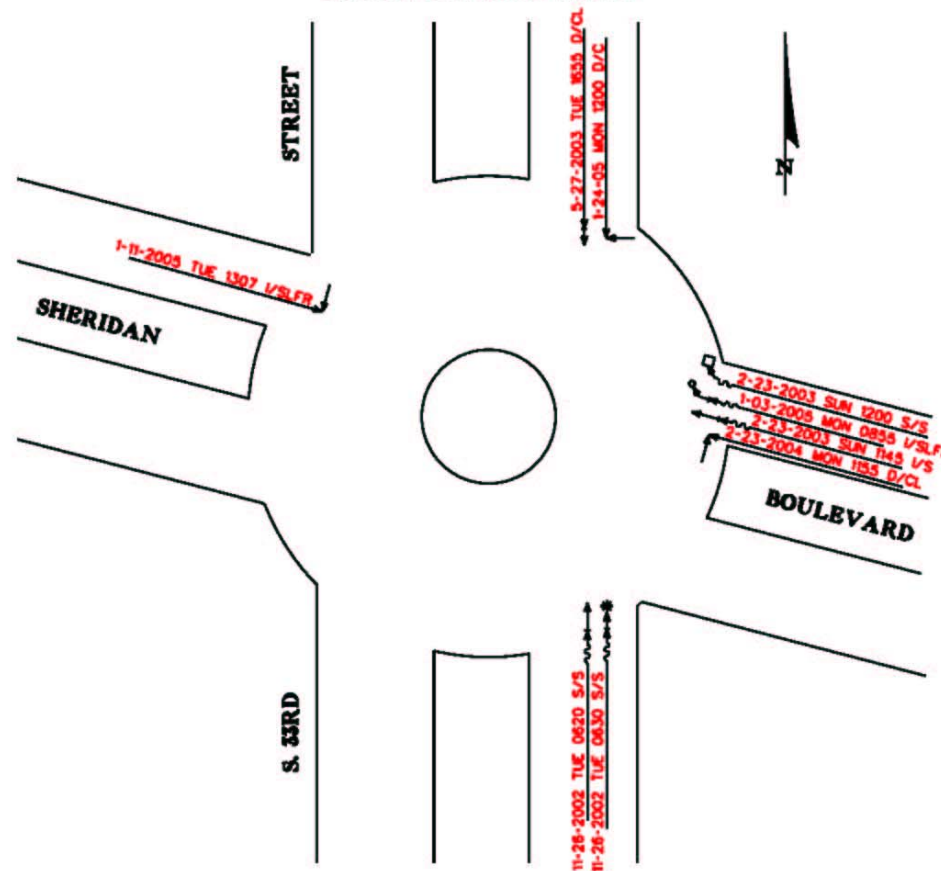 STREET
5-27-2003 TUE 1655 D/CL
1-24-05 MON 1200 D/C
N
1-11-2005 TUE 1307 I/SLFR
SHERIDAN
2-23-2003 SUN 1200 S/S
1-03-2005 MON 0855 I/SLF
2-23-2003 SUN 1145 I/S
2-23-2004 MON 1155 D/CL
BOULEVARD
S. 33RD
11-26-2002 TUE 0620 S/S
11-26-2002 TUE 0630 S/S